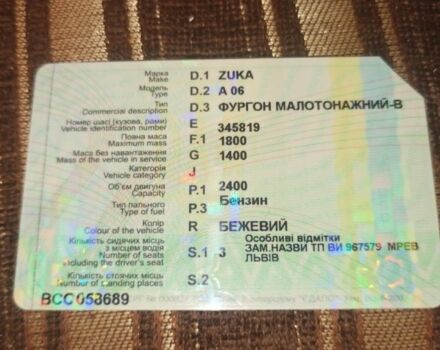 Марка D.1 ZUKA
Make
Модель D.2 A 06
Type
Тип D.3 ФУРГОН МАЛОТОНАЖНИЙ-В
Commercial description
Номер шасі (кузова, рами) E 345819
Vehicle identification number
Повна маса F.1 1800
Maximum mass
Маса без навантаження G 1400
Mass of the vehicle in service
Категорія J
Vehicle category
Об'єм двигуна P.1 2400
Capacity
Тип пального P.3 Бензин
Type of fuel
Колір R БЕЖЕВИЙ
Colour of the vehicle
Кількість сидячих місць Особливі відмітки
з місцем водія S.1 3 ЗАМ.НАЗВИ ТП ВИ 967579 МРЕВ
Number of seats ЛЬВІВ
including the driver's seat
Кількість стоячих місць S.2
Number of standing places
ВСС 053689